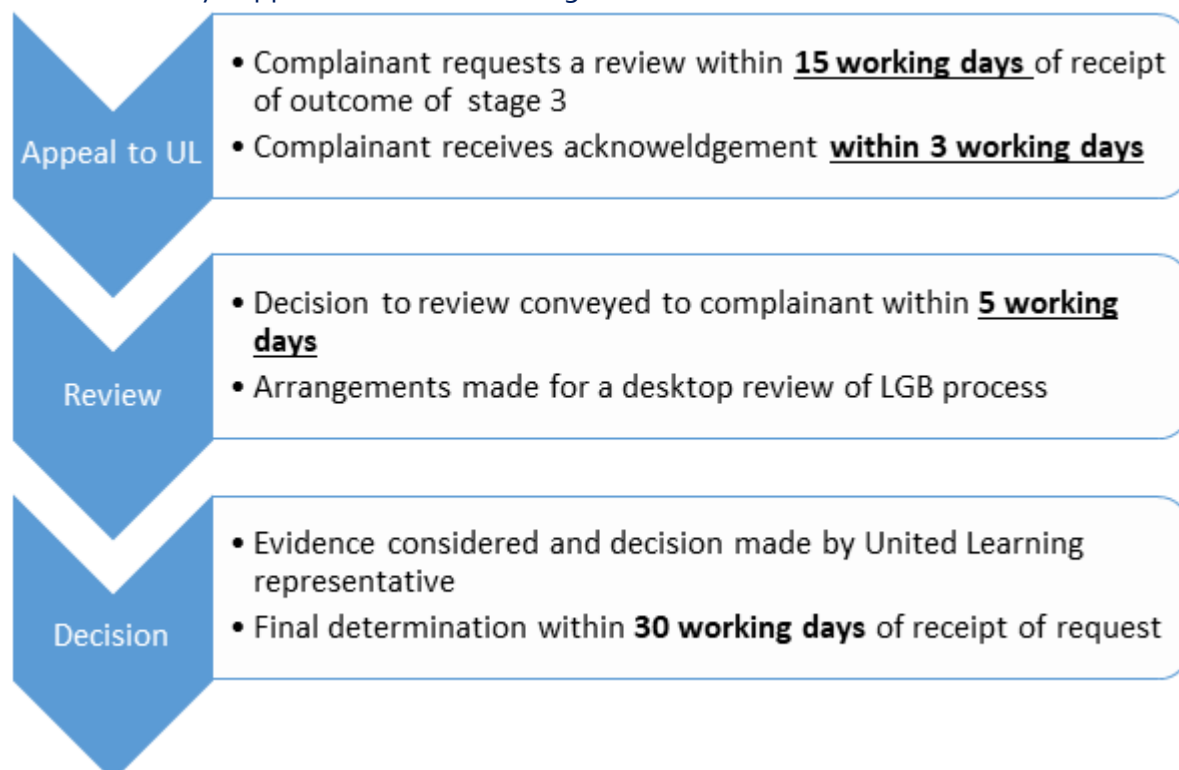 Appeal to UL
• Complainant requests a review within 15 working days of receipt
of outcome of stage 3
• Complainant receives acknoweldgement within 3 working days
Review
• Decision to review conveyed to complainant within 5 working
days
• Arrangements made for a desktop review of LGB process
Decision
• Evidence considered and decision made by United Learning
representative
• Final determination within 30 working days of receipt of request